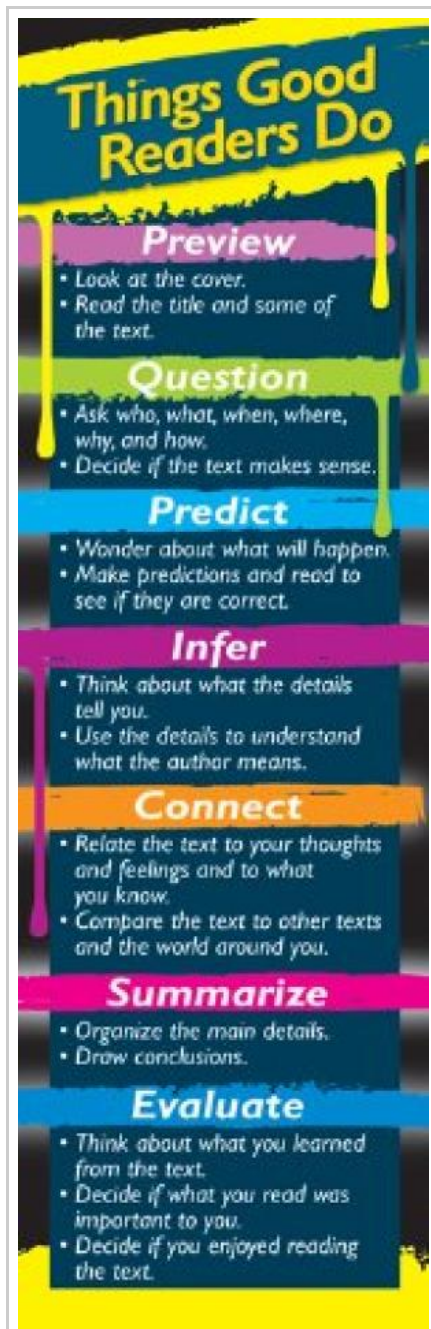 Things Good
Readers Do
Preview
• Look at the cover.
• Read the title and some of
the text.
Question
• Ask who, what, when, where,
why, and how.
• Decide if the text makes sense.
Predict
• Wonder about what will happen.
• Make predictions and read to
see if they are correct.
Infer
• Think about what the details
tell you.
• Use the details to understand
what the author means.
Connect
• Relate the text to your thoughts
and feelings and to what
you know.
• Compare the text to other texts
and the world around you.
Summarize
• Organize the main details.
• Draw conclusions.
Evaluate
• Think about what you learned
from the text.
• Decide if what you read was
important to you.
• Decide if you enjoyed reading
the text.